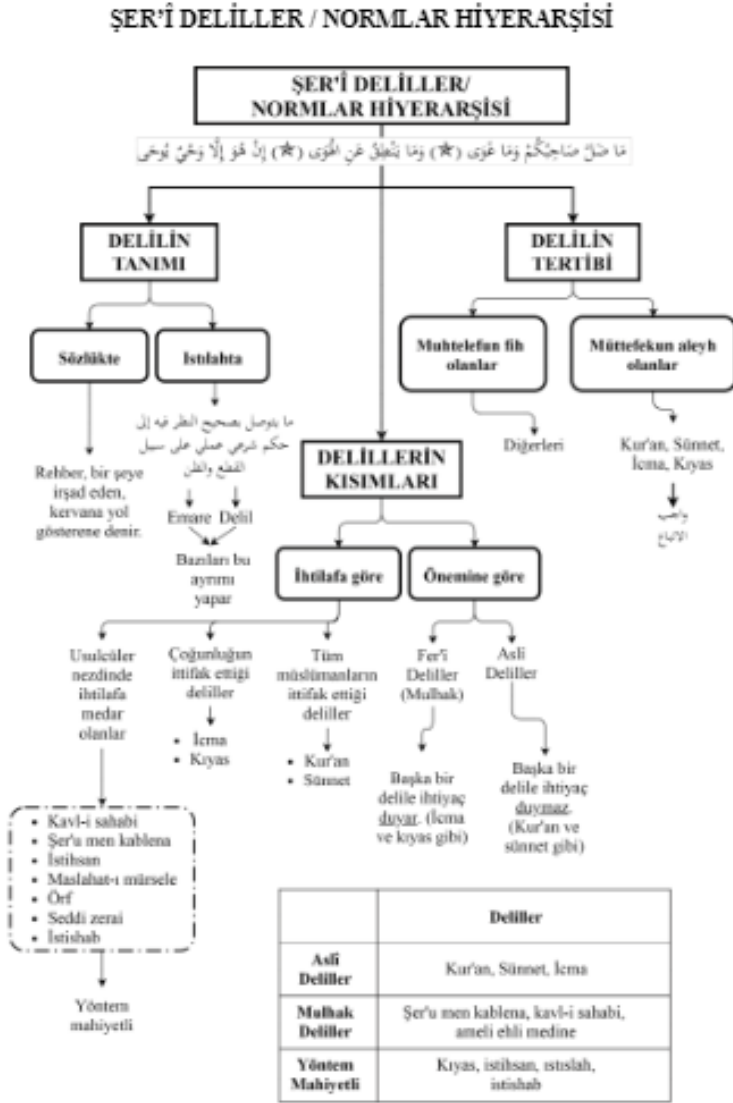 ŞER’Î DELİLLER / NORMLAR HİYERARŞİSİ
ŞER'Î DELİLLER/
NORMLAR HİYERARŞİSİ
مَا ضَلَّ صَاحِبُكُمْ وَمَا غَوَى (★) وَمَا يَنْطِقُ عَنِ الْهَوَى (★) إِنْ هُوَ إِلَّا وَحْيٌ يُوحَى
DELİLİN
TANIMI
Sözlükte
Rehber, bir şeye
irşad eden,
kervana yol
gösterene denir.
Istılahta
ما يتوصل بصحيح النظر فيه إلى
حكم شرعي عملي على سبيل
القطع والظن
Emare Delil
Bazıları bu
ayrımı
yapar
DELİLİN
TERTİBİ
Muhtelefun fih
olanlar
Diğerleri
Müttefekun aleyh
olanlar
Kur'an, Sünnet,
İcma, Kıyas
واجب
الاتباع
DELİLLERİN
KISIMLARI
İhtilafa göre
Usulcüler
nezdinde
ihtilafa
medar
olanlar
• Kavl-i sahabi
• Şer'u men kablena
• İstihsan
• Maslahat-ı mürsele
• Örf
• Seddi zerai
• İstishab
Yöntem
mahiyetli
Çoğunluğun
ittifak ettiği
deliller
• İcma
• Kıyas
Tüm
müslümanların
ittifak ettiği
deliller
• Kur'an
• Sünnet
Önemine göre
Fer'î
Deliller
(Mulhak)
Başka bir
delile ihtiyaç
duyar. (İcma
ve kıyas gibi)
Aslî
Deliller
Başka bir
delile ihtiyaç
duymaz.
(Kur'an ve
sünnet gibi)
Deliller
Aslî
Deliller
Kur'an, Sünnet, İcma
Mulhak
Deliller
Şer'u men kablena, kavl-i sahabi,
ameli ehli medine
Yöntem
Mahiyetli
Kıyas, istihsan, ıstıslah,
istishab